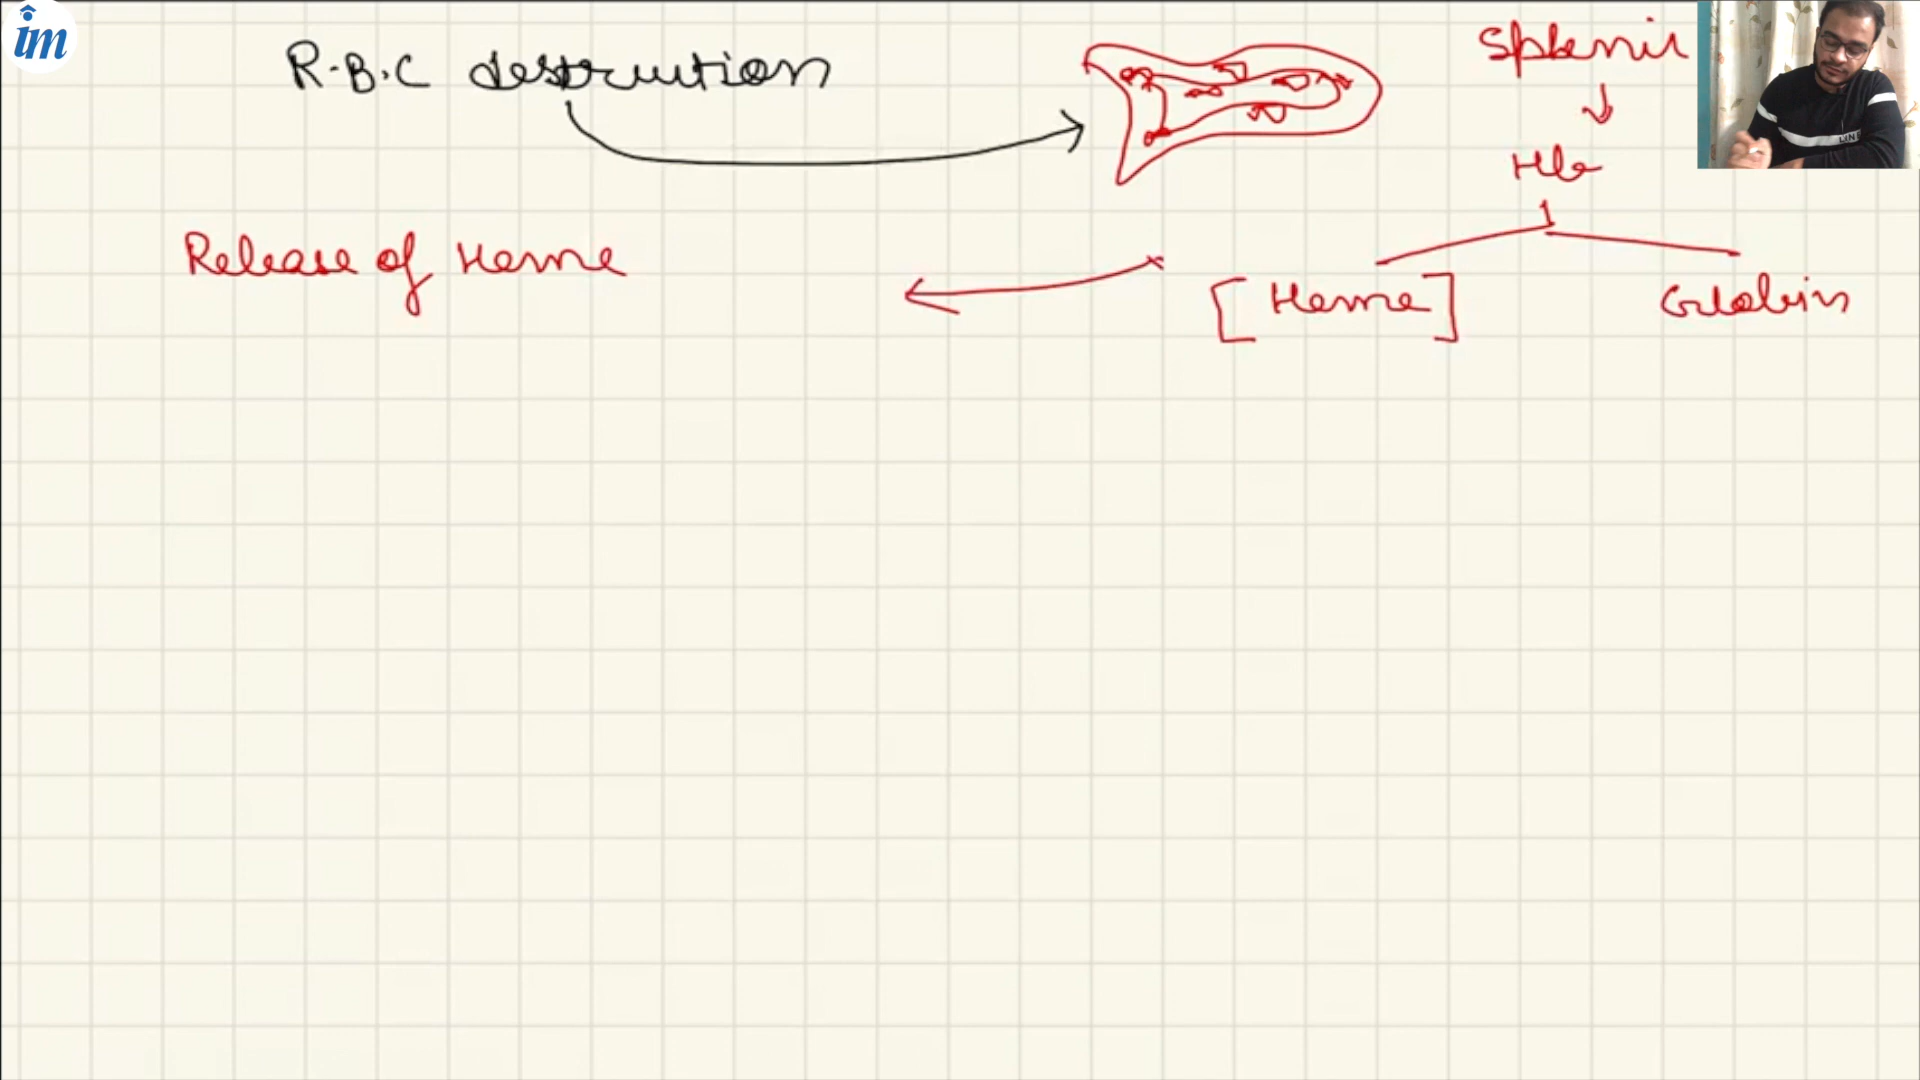 im
R.B.C destruction
Splenic
Hb
Release of Heme
[Heme]
Globin